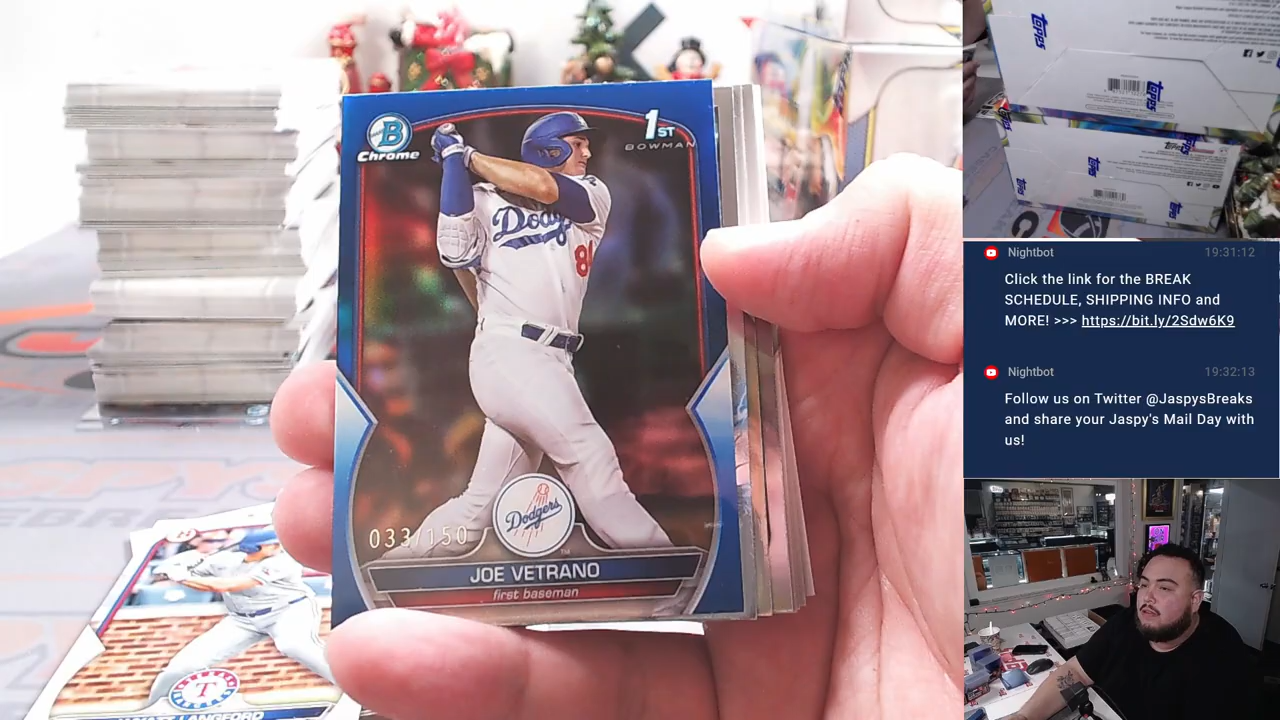 B
Chrome
1ST
BOWMAN
Dodgers
033/150
Dodgers
JOE VETRANO
first baseman
T
WYATT LANGFORD
topps
topps
topps
topps
Nightbot 19:31:12
Click the link for the BREAK
SCHEDULE, SHIPPING INFO and
MORE! >>> https://bit.ly/2Sdw6K9
Nightbot 19:32:13
Follow us on Twitter @JaspysBreaks
and share your Jaspy's Mail Day with
us!